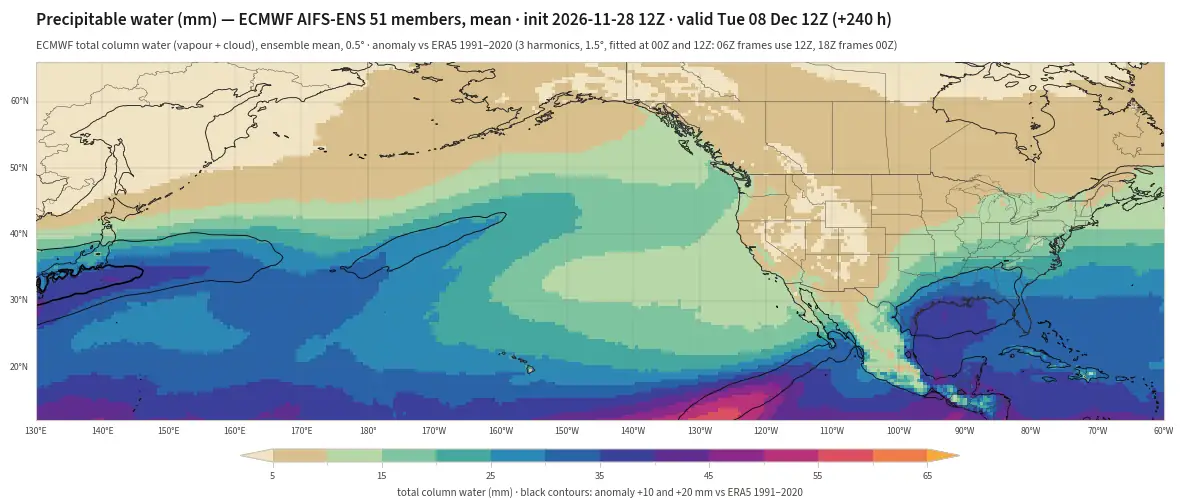 Precipitable water (mm) — ECMWF AIFS-ENS 51 members, mean · init 2026-11-28 12Z · valid Tue 08 Dec 12Z (+240 h)
ECMWF total column water (vapour + cloud), ensemble mean, 0.5° · anomaly vs ERA5 1991–2020 (3 harmonics, 1.5°, fitted at 00Z and 12Z: 06Z frames use 12Z, 18Z frames 00Z)
60°N
50°N
40°N
30°N
20°N
130°E 140°E 150°E 160°E 170°E 180° 170°W 160°W 150°W 140°W 130°W 120°W 110°W 100°W 90°W 80°W 70°W 60°W
5 15 25 35 45 55 65
total column water (mm) · black contours: anomaly +10 and +20 mm vs ERA5 1991–2020